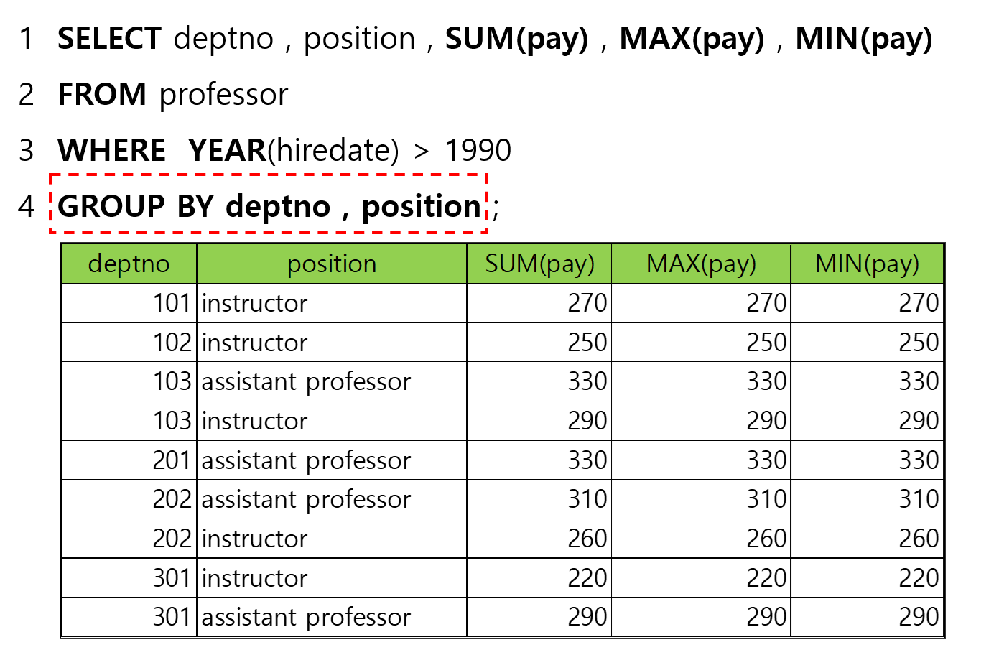 1 SELECT deptno , position , SUM(pay) , MAX(pay) , MIN(pay)
2 FROM professor
3 WHERE YEAR(hiredate) > 1990
4 GROUP BY deptno , position ;
deptno position SUM(pay) MAX(pay) MIN(pay)
101 instructor 270 270 270
102 instructor 250 250 250
103 assistant professor 330 330 330
103 instructor 290 290 290
201 assistant professor 330 330 330
202 assistant professor 310 310 310
202 instructor 260 260 260
301 instructor 220 220 220
301 assistant professor 290 290 290